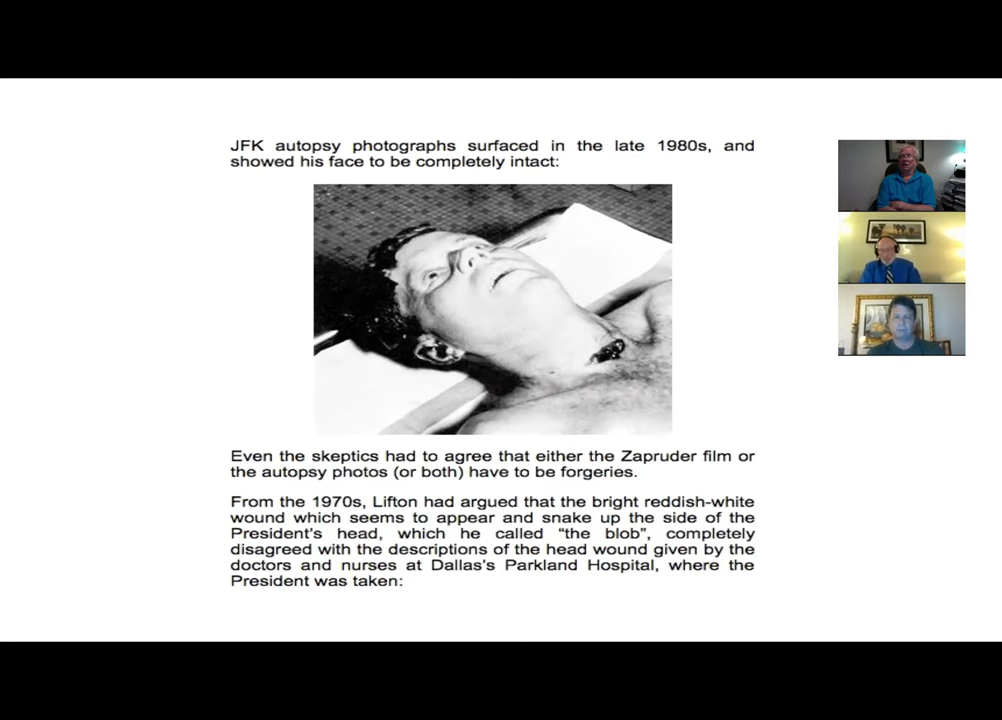 JFK autopsy photographs surfaced in the late 1980s, and
showed his face to be completely intact:
Even the skeptics had to agree that either the Zapruder film or
the autopsy photos (or both) have to be forgeries.
From the 1970s, Lifton had argued that the bright reddish-white
wound which seems to appear and snake up the side of the
President's head, which he called “the blob”, completely
disagreed with the descriptions of the head wound given by the
doctors and nurses at Dallas's Parkland Hospital, where the
President was taken: